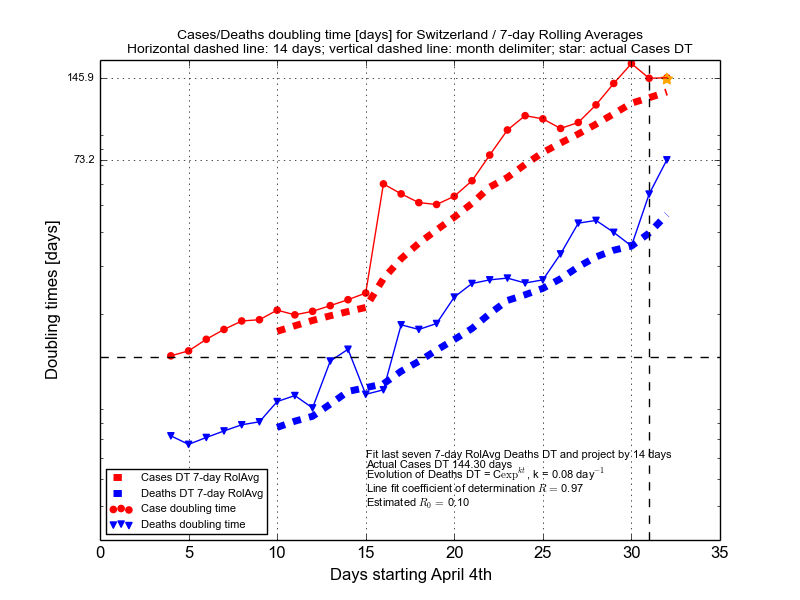 Cases/Deaths doubling time [days] for Switzerland / 7-day Rolling Averages
Horizontal dashed line: 14 days; vertical dashed line: month delimiter; star: actual Cases DT
145.9
73.2
Doubling times [days]
Fit last seven 7-day RolAvg Deaths DT and project by 14 days
Actual Cases DT 144.30 days
Evolution of Deaths DT = Cexp^{kt}, k = 0.08 day^{-1}
Line fit coefficient of determination R = 0.97
Estimated R_0 = 0.10
Cases DT 7-day RolAvg
Deaths DT 7-day RolAvg
Case doubling time
Deaths doubling time
0 5 10 15 20 25 30 35
Days starting April 4th